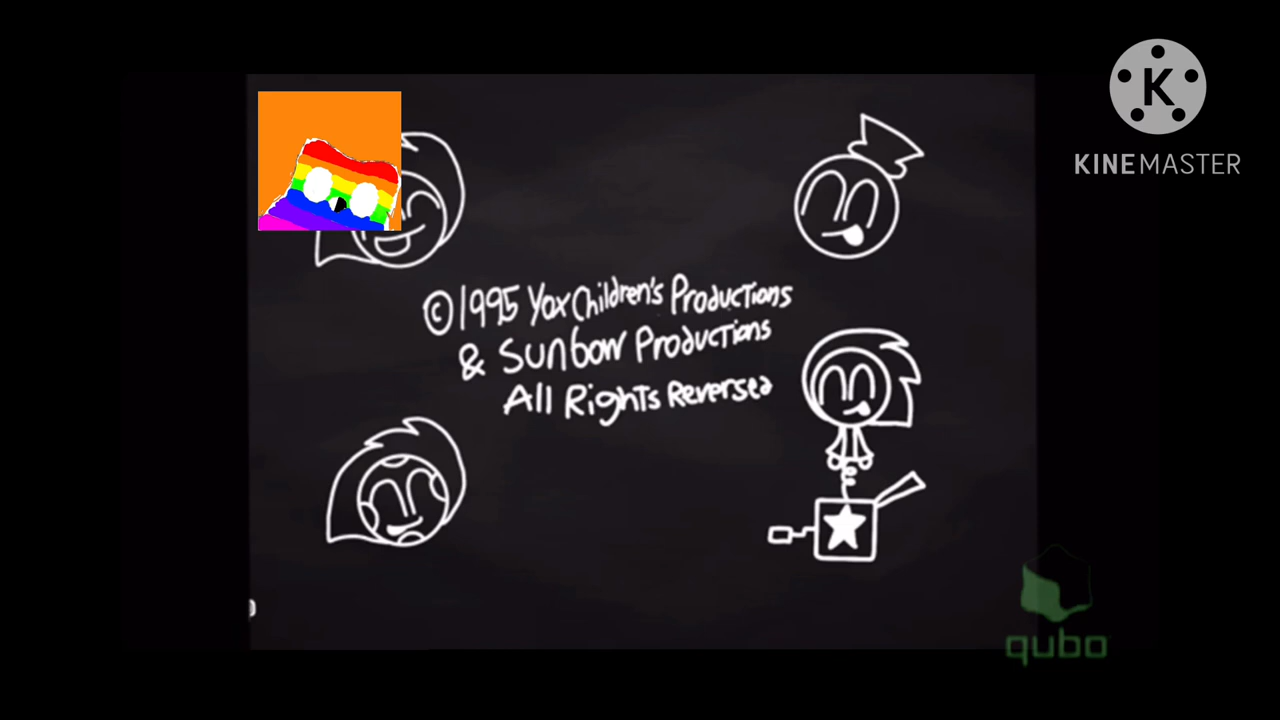 K
KINEMASTER
©1995 Yox Children's Productions
& Sunbow Productions
All Rights Reversed
qubo